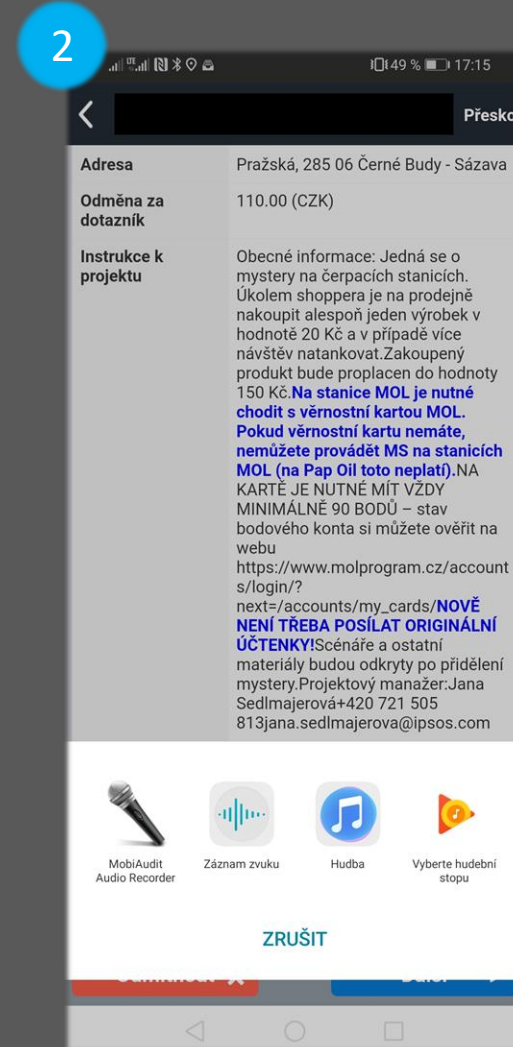 2
49 % 17:15
Přesko
Adresa
Pražská, 285 06 Černé Budy - Sázava
Odměna za
dotazník
110.00 (CZK)
Instrukce k
projektu
Obecné informace: Jedná se o
mystery na čerpacích stanicích.
Úkolem shoppera je na prodejně
nakoupit alespoň jeden výrobek v
hodnotě 20 Kč a v případě více
návštěv natankovat.Zakoupený
produkt bude proplacen do hodnoty
150 Kč.Na stanice MOL je nutné
chodit s věrnostní kartou MOL.
Pokud věrnostní kartu nemáte,
nemůžete provádět MS na stanicích
MOL (na Pap Oil toto neplatí).NA
KARTĚ JE NUTNÉ MÍT VŽDY
MINIMÁLNĚ 90 BODŮ – stav
bodového konta si můžete ověřit na
webu
https://www.molprogram.cz/account
s/login/?
next=/accounts/my_cards/NOVĚ
NENÍ TŘEBA POSÍLAT ORIGINÁLNÍ
ÚČTENKY!Scénáře a ostatní
materiály budou odkryty po přidělení
mystery.Projektový manažer:Jana
Sedlmajerová+420 721 505
813jana.sedlmajerova@ipsos.com
MobiAudit
Audio Recorder
Záznam zvuku
Hudba
Vyberte hudební
stopu
ZRUŠIT